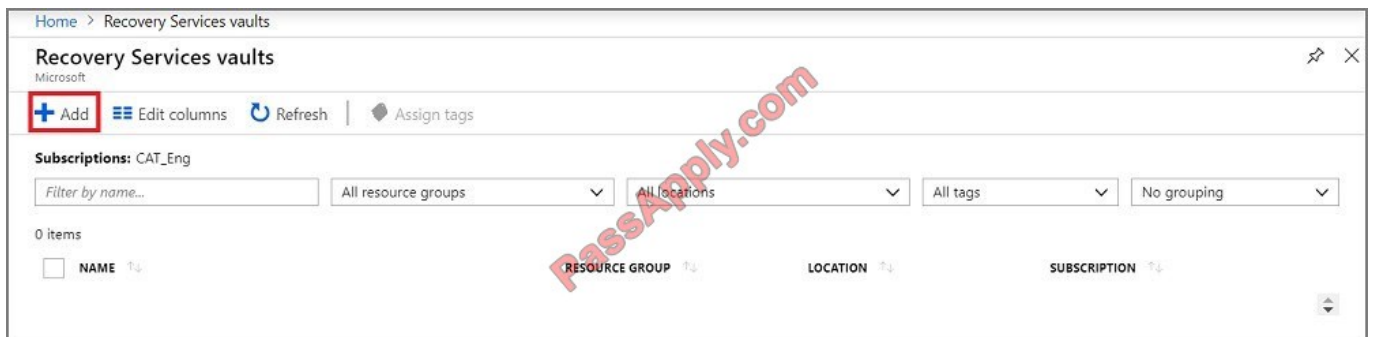 Home > Recovery Services vaults
Recovery Services vaults
Microsoft
Add Edit columns Refresh Assign tags
Subscriptions: CAT_Eng
Filter by name... All resource groups All locations All tags No grouping
0 items
NAME RESOURCE GROUP LOCATION SUBSCRIPTION
PassApply.com